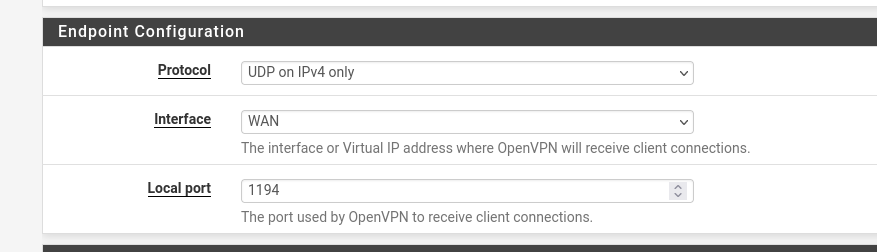 Endpoint Configuration
Protocol
UDP on IPv4 only
Interface
WAN
The interface or Virtual IP address where OpenVPN will receive client connections.
Local port
1194
The port used by OpenVPN to receive client connections.